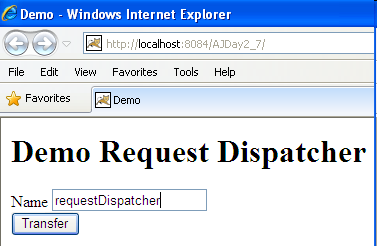 Demo - Windows Internet Explorer
http://localhost:8084/AJDay2_7/
File Edit View Favorites Tools Help
Favorites Demo
Demo Request Dispatcher
Name requestDispatcher
Transfer